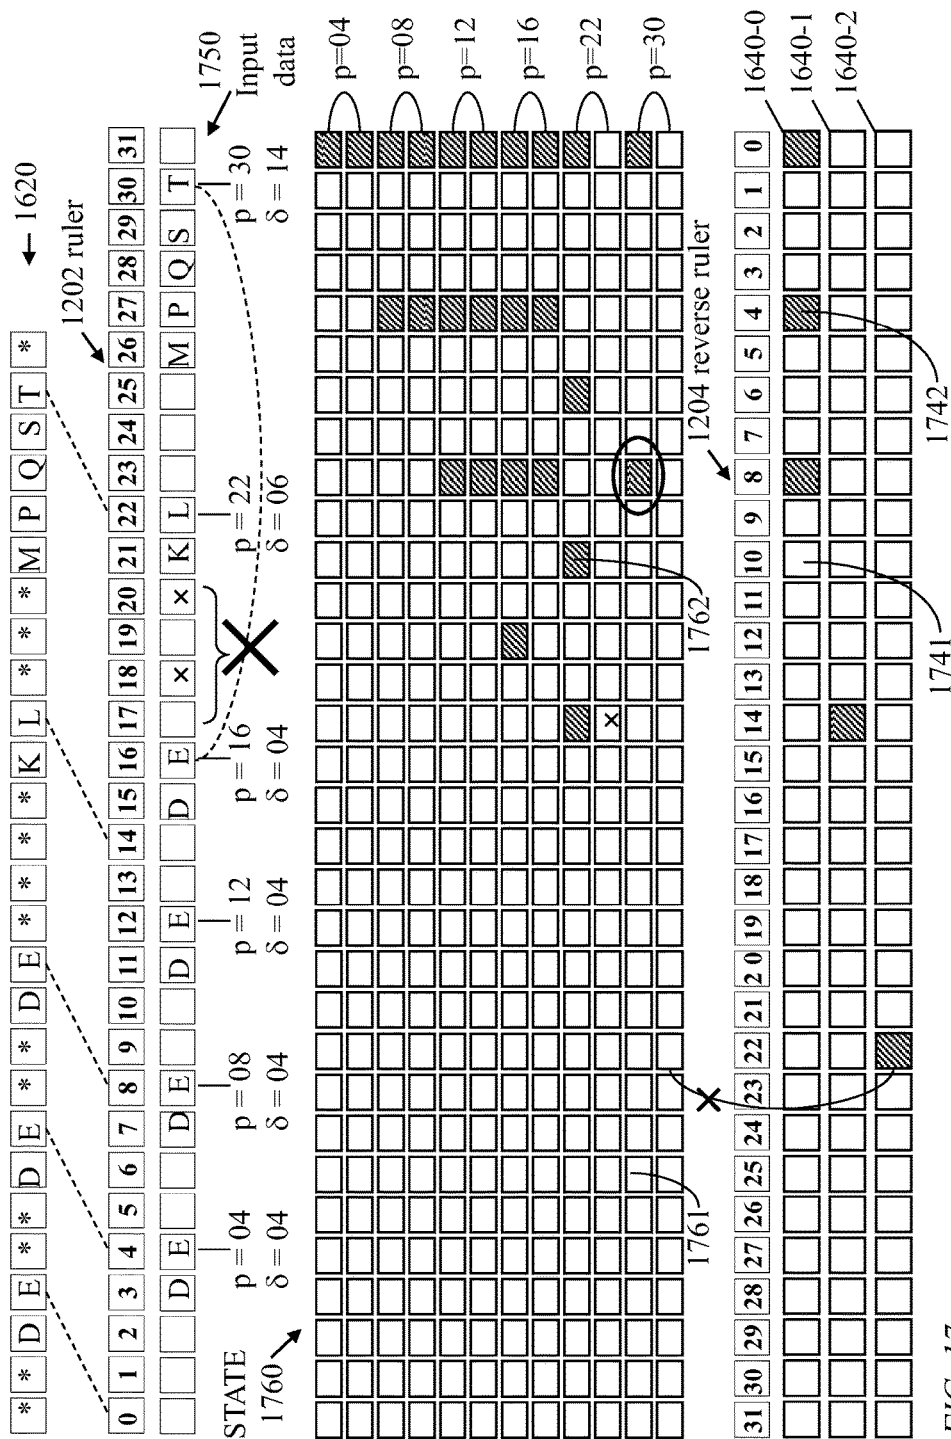 * * D E * * D E * * D E * * * * K L * * * M P Q S T *
1620
1202 ruler
0 1 2 3 4 5 6 7 8 9 10 11 12 13 14 15 16 17 18 19 20 21 22 23 24 25 26 27 28 29 30 31
D E D E D E D E x x K L M P Q S T
1750
Input
data
p = 04
δ = 04
p = 08
δ = 04
p = 12
δ = 04
p = 16
δ = 04
p = 22
δ = 06
p = 30
δ = 14
STATE
1760
p=04
p=08
p=12
p=16
p=22
p=30
×
1761
1762
1204 reverse ruler
31 30 29 28 27 26 25 24 23 22 21 20 19 18 17 16 15 14 13 12 11 10 9 8 7 6 5 4 3 2 1 0
1640-0
1640-1
1640-2
1741
1742
FIG. 17